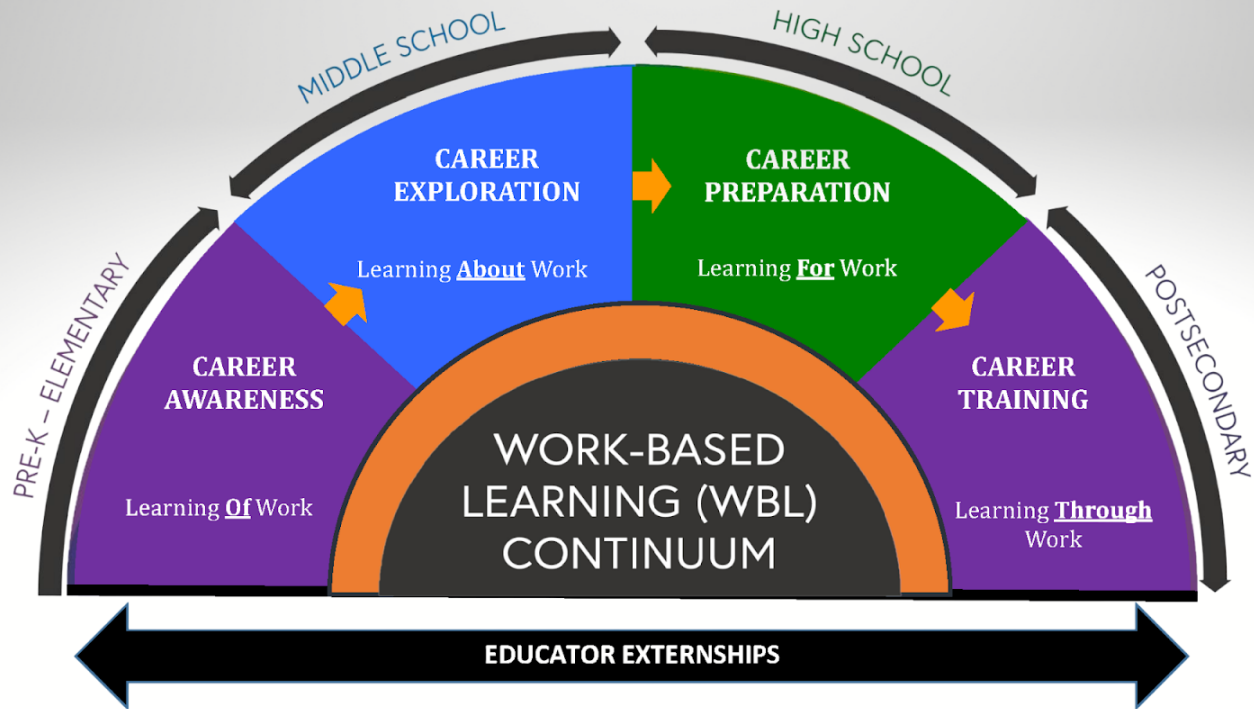 PRE-K – ELEMENTARY
MIDDLE SCHOOL
HIGH SCHOOL
POSTSECONDARY
CAREER
AWARENESS
Learning Of Work
CAREER
EXPLORATION
Learning About Work
CAREER
PREPARATION
Learning For Work
CAREER
TRAINING
Learning Through
Work
WORK-BASED
LEARNING (WBL)
CONTINUUM
EDUCATOR EXTERNSHIPS